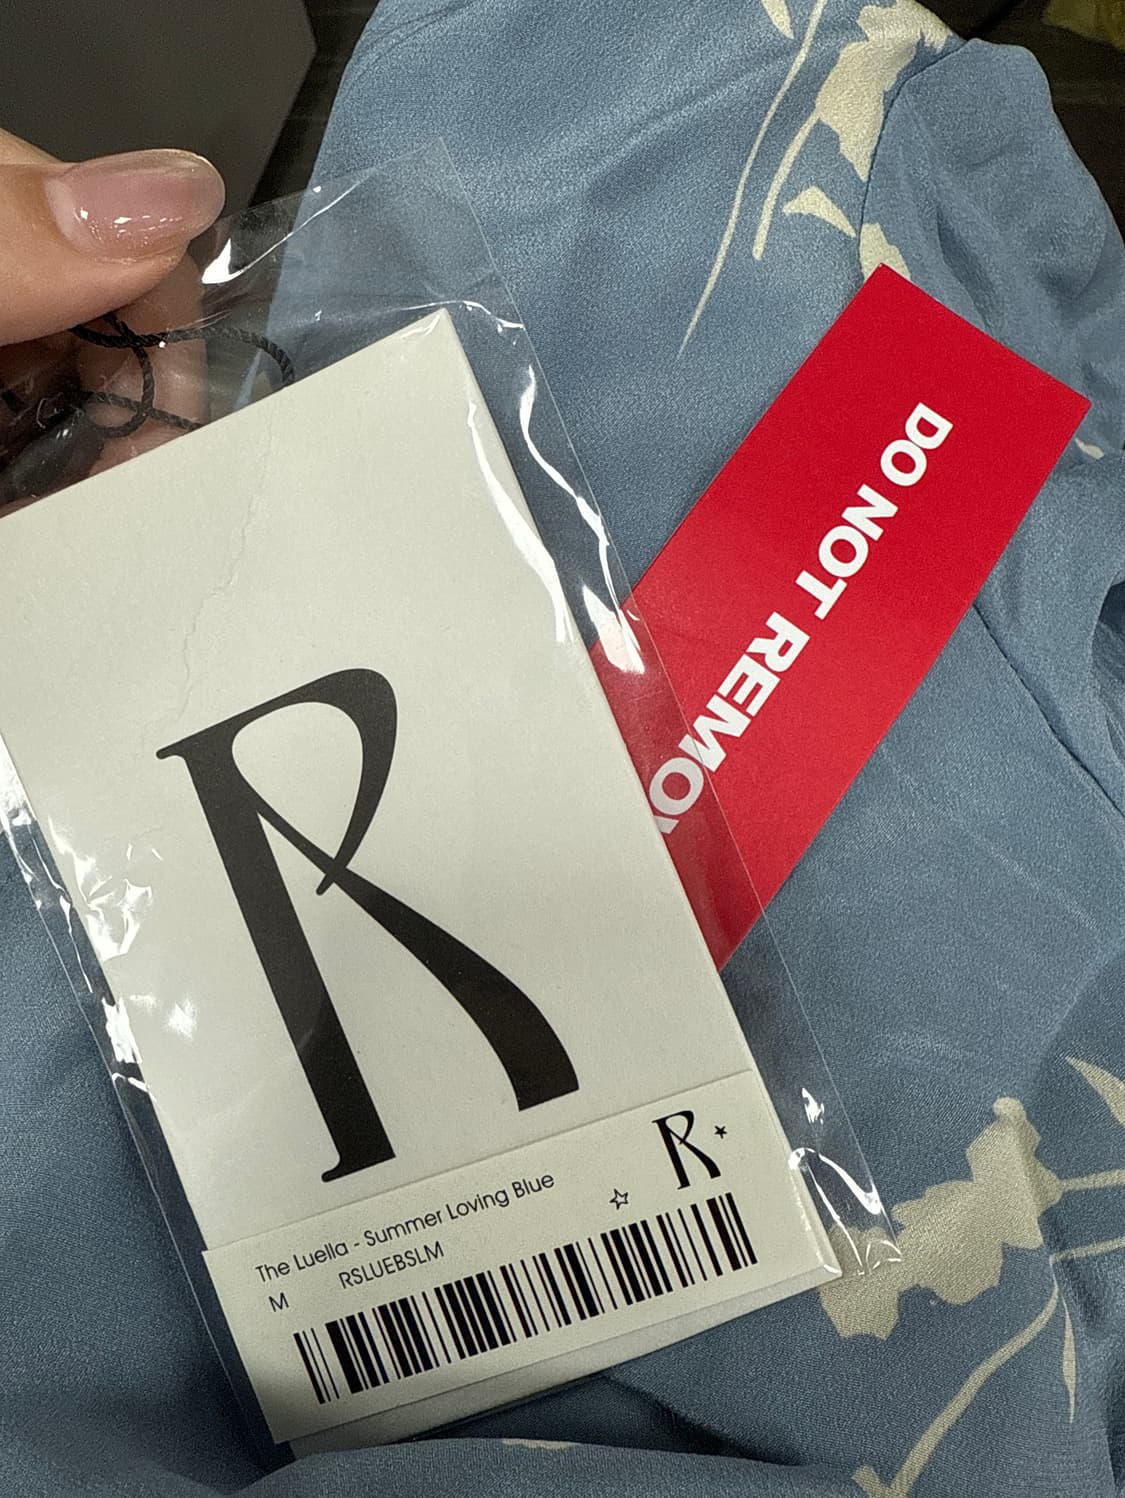 R
DO NOT REMO
R
The Luella - Summer Loving Blue
M RSLUEBSLM